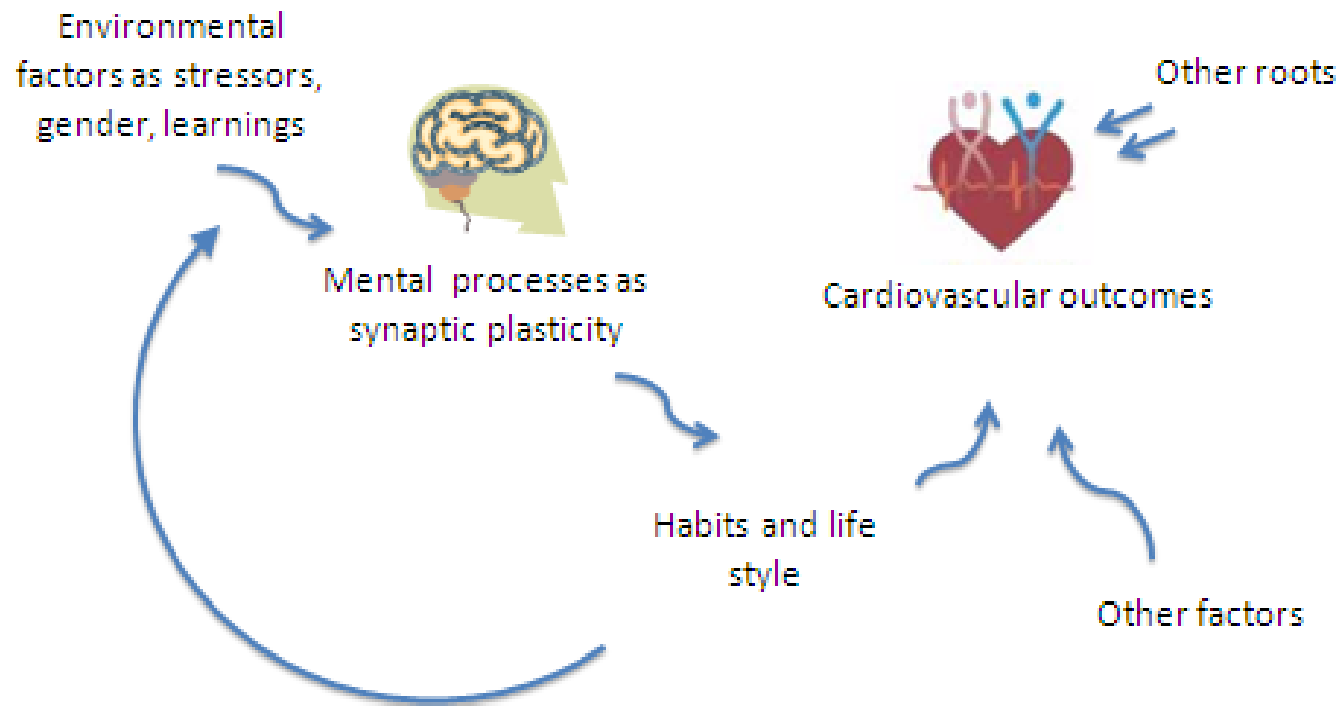 Environmental
factors as stressors,
gender, learnings
Mental processes as
synaptic plasticity
Other roots
Cardiovascular outcomes
Habits and life
style
Other factors